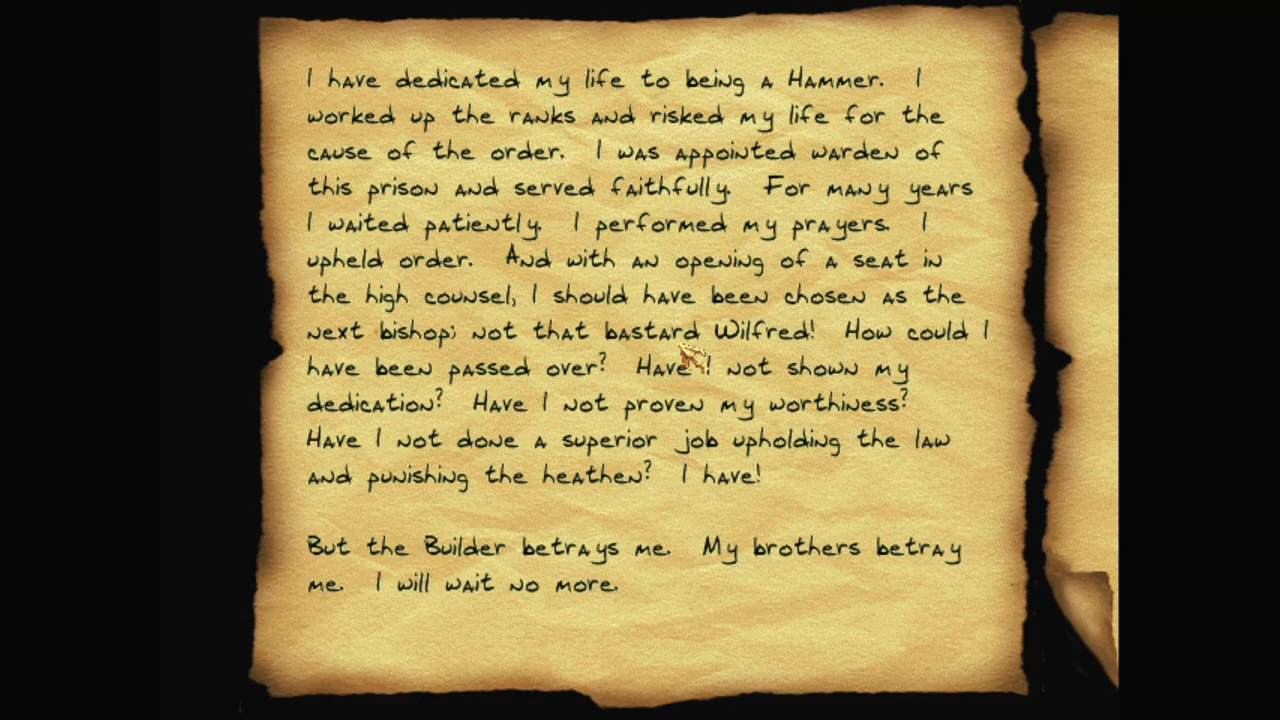 I have dedicated my life to being a Hammer. I
worked up the ranks and risked my life for the
cause of the order. I was appointed warden of
this prison and served faithfully. For many years
I waited patiently. I performed my prayers. I
upheld order. And with an opening of a seat in
the high counsel, I should have been chosen as the
next bishop; not that bastard Wilfred! How could I
have been passed over? Have I not shown my
dedication? Have I not proven my worthiness?
Have I not done a superior job upholding the law
and punishing the heathen? I have!
But the Builder betrays me. My brothers betray
me. I will wait no more.